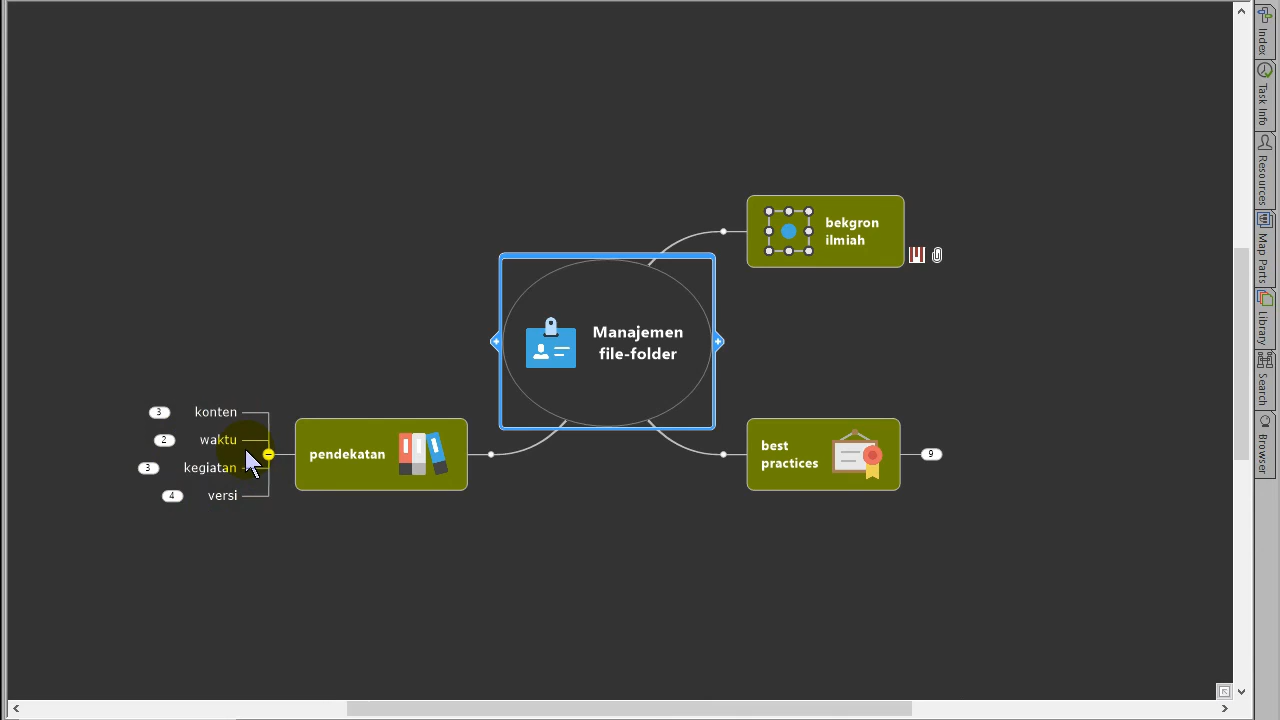 bekgron
ilmiah
Manajemen
file-folder
3 konten
2 waktu
3 kegiatan
4 versi
pendekatan
best
practices
9
Index
Task Info
Resources
Map Parts
Library
Search
Browser